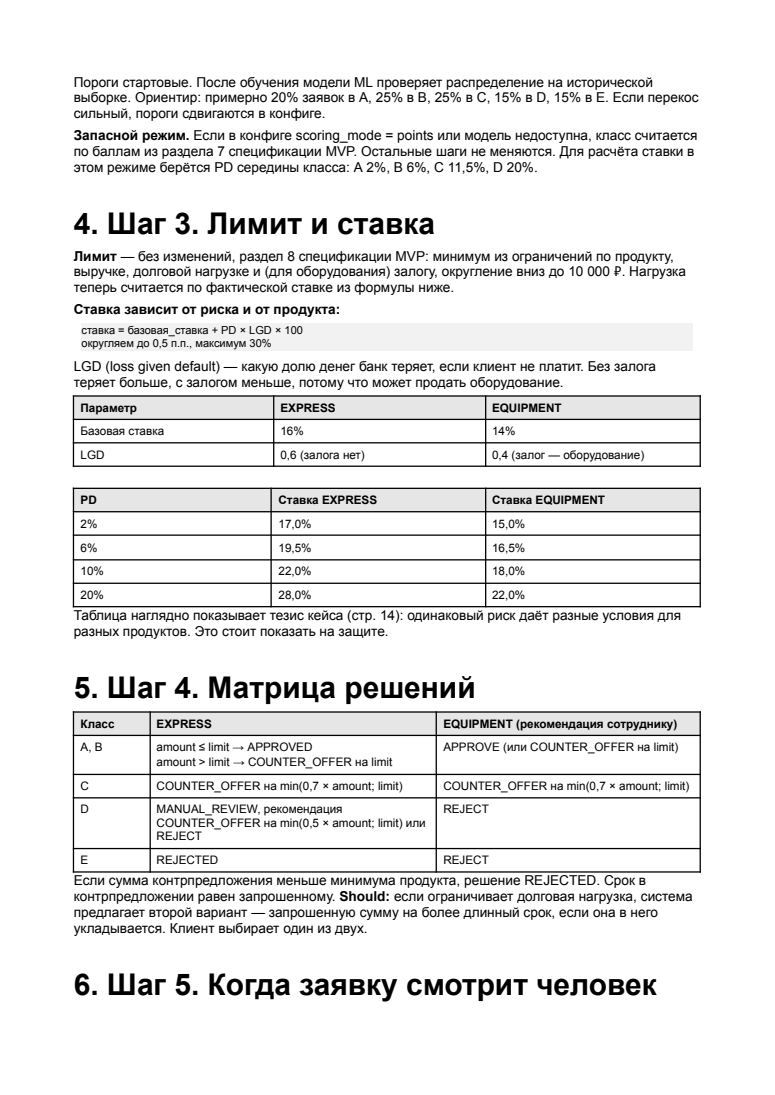 Пороги стартовые. После обучения модели ML проверяет распределение на исторической
выборке. Ориентир: примерно 20% заявок в A, 25% в B, 25% в C, 15% в D, 15% в E. Если перекос
сильный, пороги сдвигаются в конфиге.
Запасной режим. Если в конфиге scoring_mode = points или модель недоступна, класс считается
по баллам из раздела 7 спецификации MVP. Остальные шаги не меняются. Для расчёта ставки в
этом режиме берётся PD середины класса: A 2%, B 6%, C 11,5%, D 20%.
4. Шаг 3. Лимит и ставка
Лимит — без изменений, раздел 8 спецификации MVP: минимум из ограничений по продукту,
выручке, долговой нагрузке и (для оборудования) залогу, округление вниз до 10 000 ₽. Нагрузка
теперь считается по фактической ставке из формулы ниже.
Ставка зависит от риска и от продукта:
ставка = базовая_ставка + PD × LGD × 100
округляем до 0,5 п.п., максимум 30%
LGD (loss given default) — какую долю денег банк теряет, если клиент не платит. Без залога
теряет больше, с залогом меньше, потому что может продать оборудование.
Параметр EXPRESS EQUIPMENT
Базовая ставка 16% 14%
LGD 0,6 (залога нет) 0,4 (залог — оборудование)
PD Ставка EXPRESS Ставка EQUIPMENT
2% 17,0% 15,0%
6% 19,5% 16,5%
10% 22,0% 18,0%
20% 28,0% 22,0%
Таблица наглядно показывает тезис кейса (стр. 14): одинаковый риск даёт разные условия для
разных продуктов. Это стоит показать на защите.
5. Шаг 4. Матрица решений
Класс EXPRESS EQUIPMENT (рекомендация сотруднику)
A, B amount ≤ limit → APPROVED APPROVE (или COUNTER_OFFER на limit)
amount > limit → COUNTER_OFFER на limit
C COUNTER_OFFER на min(0,7 × amount; limit) COUNTER_OFFER на min(0,7 × amount; limit)
D MANUAL_REVIEW, рекомендация REJECT
COUNTER_OFFER на min(0,5 × amount; limit) или
REJECT
E REJECTED REJECT
Если сумма контрпредложения меньше минимума продукта, решение REJECTED. Срок в
контрпредложении равен запрошенному. Should: если ограничивает долговая нагрузка, система
предлагает второй вариант — запрошенную сумму на более длинный срок, если она в него
укладывается. Клиент выбирает один из двух.
6. Шаг 5. Когда заявку смотрит человек